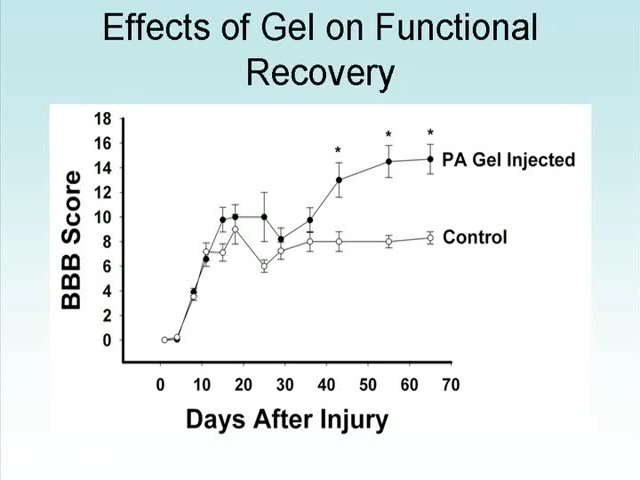 Effects of Gel on Functional
Recovery
18
16
14
12
10
8
6
4
2
0
BBB Score
*
*
*
PA Gel Injected
Control
0 10 20 30 40 50 60 70
Days After Injury